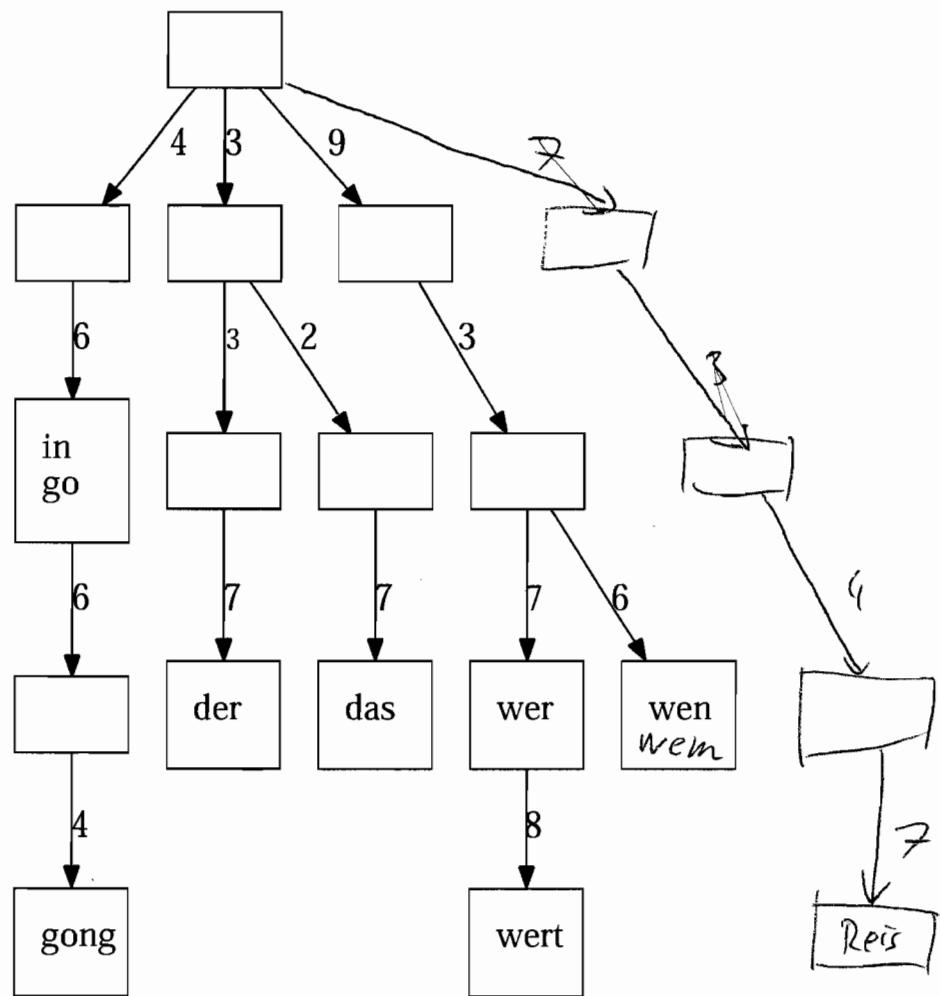 4 3 9 7
6 3 2 3 3
in
go
6 7 7 7 6 4
der das wer wen
wem
4 8 7
gong wert Reis